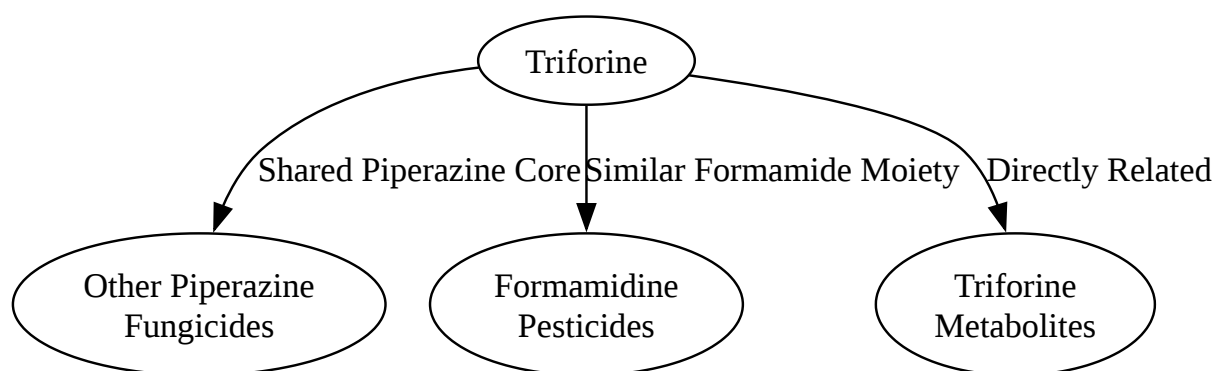 Triforine
Shared Piperazine Core
Similar Formamide Moiety
Directly Related
Other Piperazine
Fungicides
Formamidine
Pesticides
Triforine
Metabolites